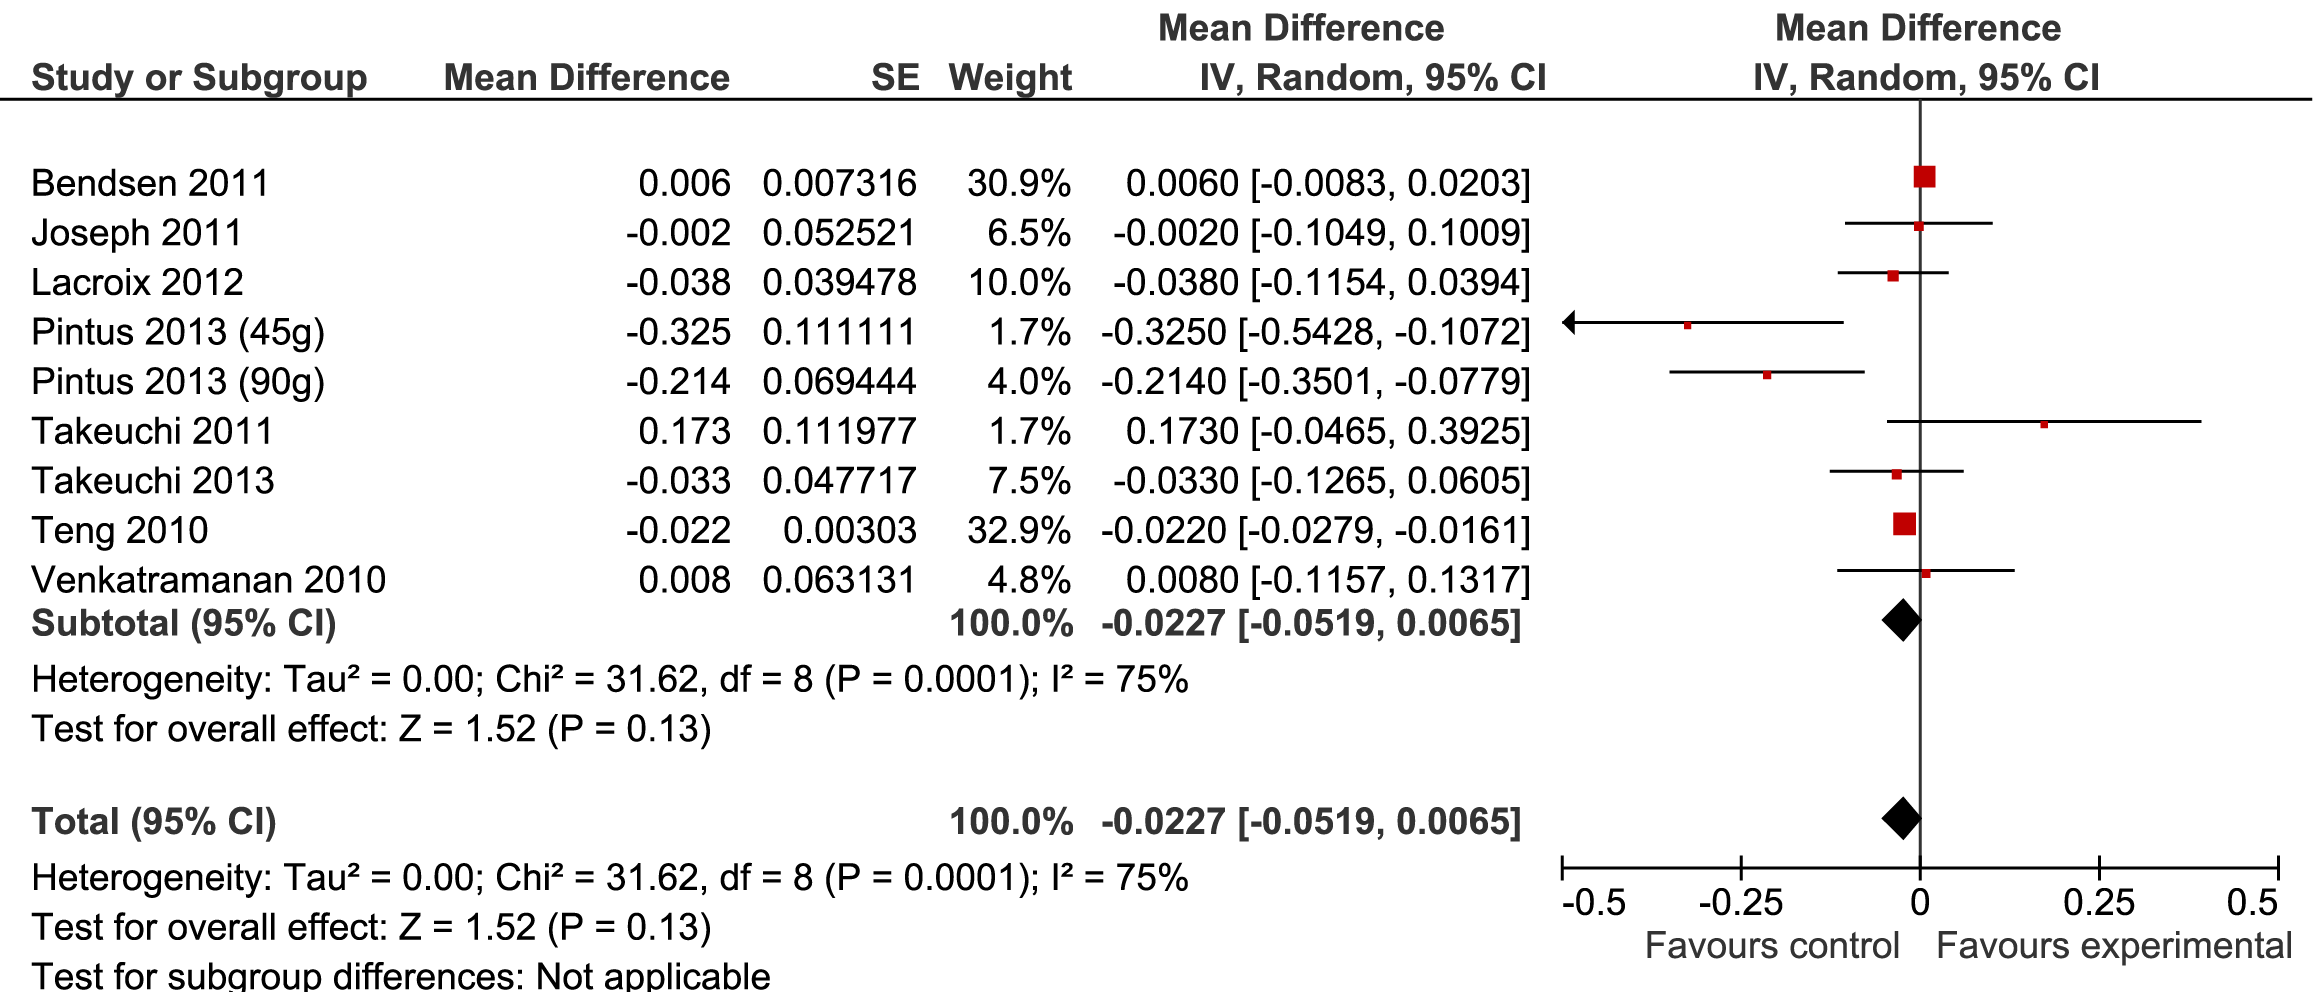 Mean Difference Mean Difference
Study or Subgroup Mean Difference SE Weight IV, Random, 95% CI IV, Random, 95% CI
Bendsen 2011 0.006 0.007316 30.9% 0.0060 [-0.0083, 0.0203]
Joseph 2011 -0.002 0.052521 6.5% -0.0020 [-0.1049, 0.1009]
Lacroix 2012 -0.038 0.039478 10.0% -0.0380 [-0.1154, 0.0394]
Pintus 2013 (45g) -0.325 0.111111 1.7% -0.3250 [-0.5428, -0.1072]
Pintus 2013 (90g) -0.214 0.069444 4.0% -0.2140 [-0.3501, -0.0779]
Takeuchi 2011 0.173 0.111977 1.7% 0.1730 [-0.0465, 0.3925]
Takeuchi 2013 -0.033 0.047717 7.5% -0.0330 [-0.1265, 0.0605]
Teng 2010 -0.022 0.00303 32.9% -0.0220 [-0.0279, -0.0161]
Venkatramanan 2010 0.008 0.063131 4.8% 0.0080 [-0.1157, 0.1317]
Subtotal (95% CI) 100.0% -0.0227 [-0.0519, 0.0065]
Heterogeneity: Tau² = 0.00; Chi² = 31.62, df = 8 (P = 0.0001); I² = 75%
Test for overall effect: Z = 1.52 (P = 0.13)
Total (95% CI) 100.0% -0.0227 [-0.0519, 0.0065]
Heterogeneity: Tau² = 0.00; Chi² = 31.62, df = 8 (P = 0.0001); I² = 75%
-0.5 -0.25 0 0.25 0.5
Test for overall effect: Z = 1.52 (P = 0.13)
Favours control Favours experimental
Test for subgroup differences: Not applicable